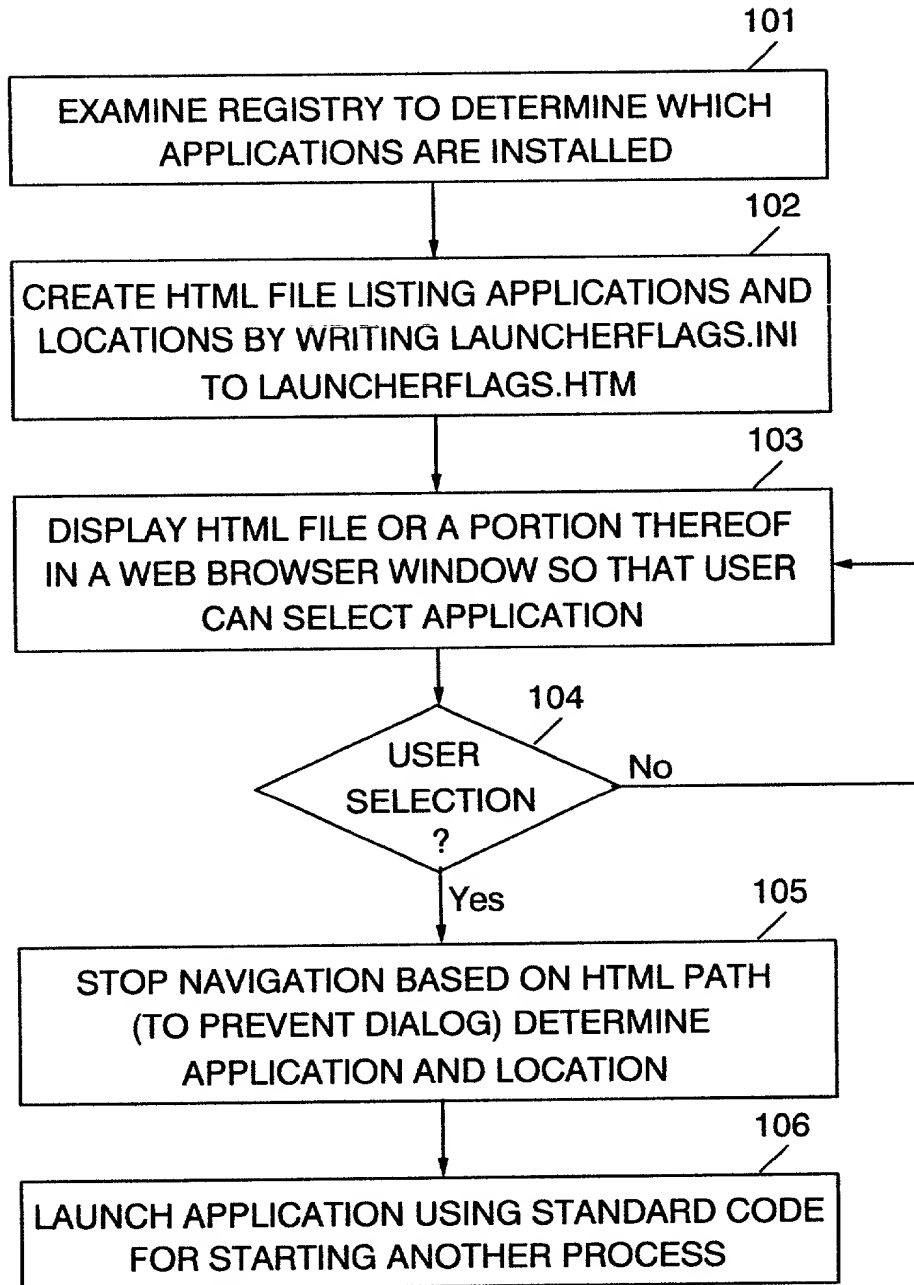 101
EXAMINE REGISTRY TO DETERMINE WHICH
APPLICATIONS ARE INSTALLED
102
CREATE HTML FILE LISTING APPLICATIONS AND
LOCATIONS BY WRITING LAUNCHERFLAGS.INI
TO LAUNCHERFLAGS.HTM
103
DISPLAY HTML FILE OR A PORTION THEREOF
IN A WEB BROWSER WINDOW SO THAT USER
CAN SELECT APPLICATION
104
USER
SELECTION
?
No
Yes
105
STOP NAVIGATION BASED ON HTML PATH
(TO PREVENT DIALOG) DETERMINE
APPLICATION AND LOCATION
106
LAUNCH APPLICATION USING STANDARD CODE
FOR STARTING ANOTHER PROCESS